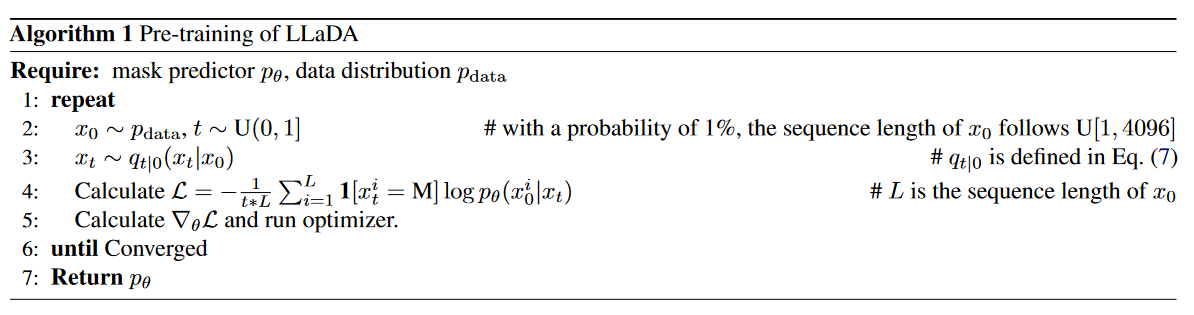 Algorithm 1 Pre-training of LLaDA
Require: mask predictor $p_\theta$, data distribution $p_{\text{data}}$
1: repeat
2: $x_0 \sim p_{\text{data}}, t \sim \text{U}(0, 1]$ # with a probability of 1%, the sequence length of $x_0$ follows $\text{U}[1, 4096]$
3: $x_t \sim q_{t|0}(x_t|x_0)$ # $q_{t|0}$ is defined in Eq. (7)
4: Calculate $\mathcal{L} = -\frac{1}{t*L} \sum_{i=1}^{L} \mathbf{1}[x_t^i = \text{M}] \log p_\theta(x_0^i|x_t)$ # $L$ is the sequence length of $x_0$
5: Calculate $\nabla_\theta \mathcal{L}$ and run optimizer.
6: until Converged
7: Return $p_\theta$